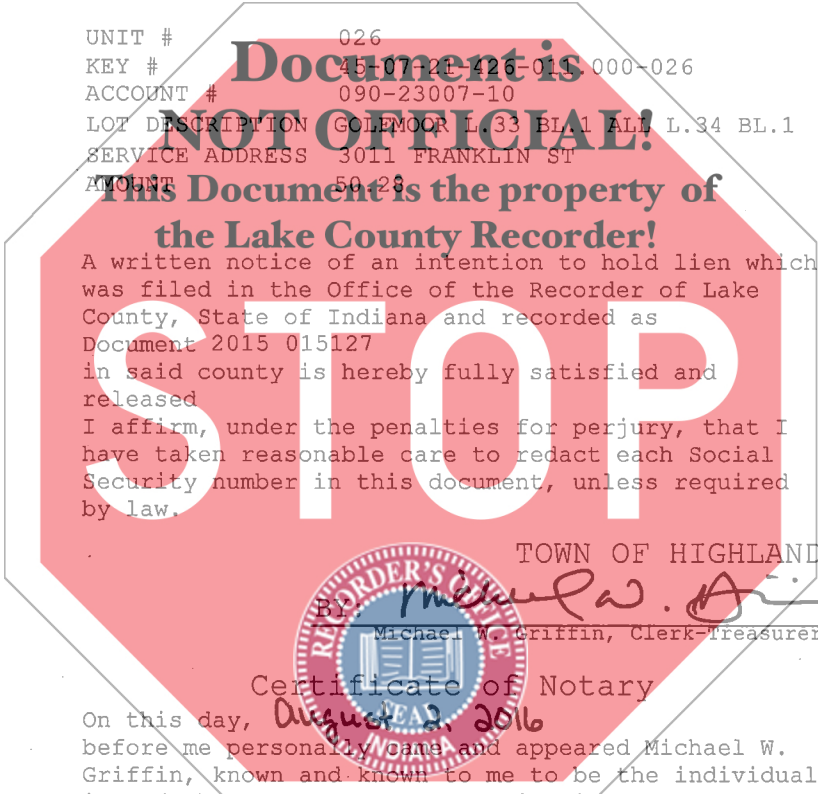 UNIT # 026
KEY # 45-07-21-426-011.000-026
ACCOUNT # 090-23007-10
LOT DESCRIPTION GOLEMOOR L.33 BL.1 ALL L.34 BL.1
SERVICE ADDRESS 3011 FRANKLIN ST
AMOUNT 50.28
Document is
NOT OFFICIAL!
This Document is the property of
the Lake County Recorder!
STOP
A written notice of an intention to hold lien which
was filed in the Office of the Recorder of Lake
County, State of Indiana and recorded as
Document 2015 015127
in said county is hereby fully satisfied and
released
I affirm, under the penalties for perjury, that I
have taken reasonable care to redact each Social
Security number in this document, unless required
by law.
TOWN OF HIGHLAND
BY: Michael W. Griffin
Michael W. Griffin, Clerk-Treasurer
RECORDER'S OFFICE
SEAL
INDIANA
Certificate of Notary
On this day, August 2, 2016
before me personally came and appeared Michael W.
Griffin, known and known to me to be the individual